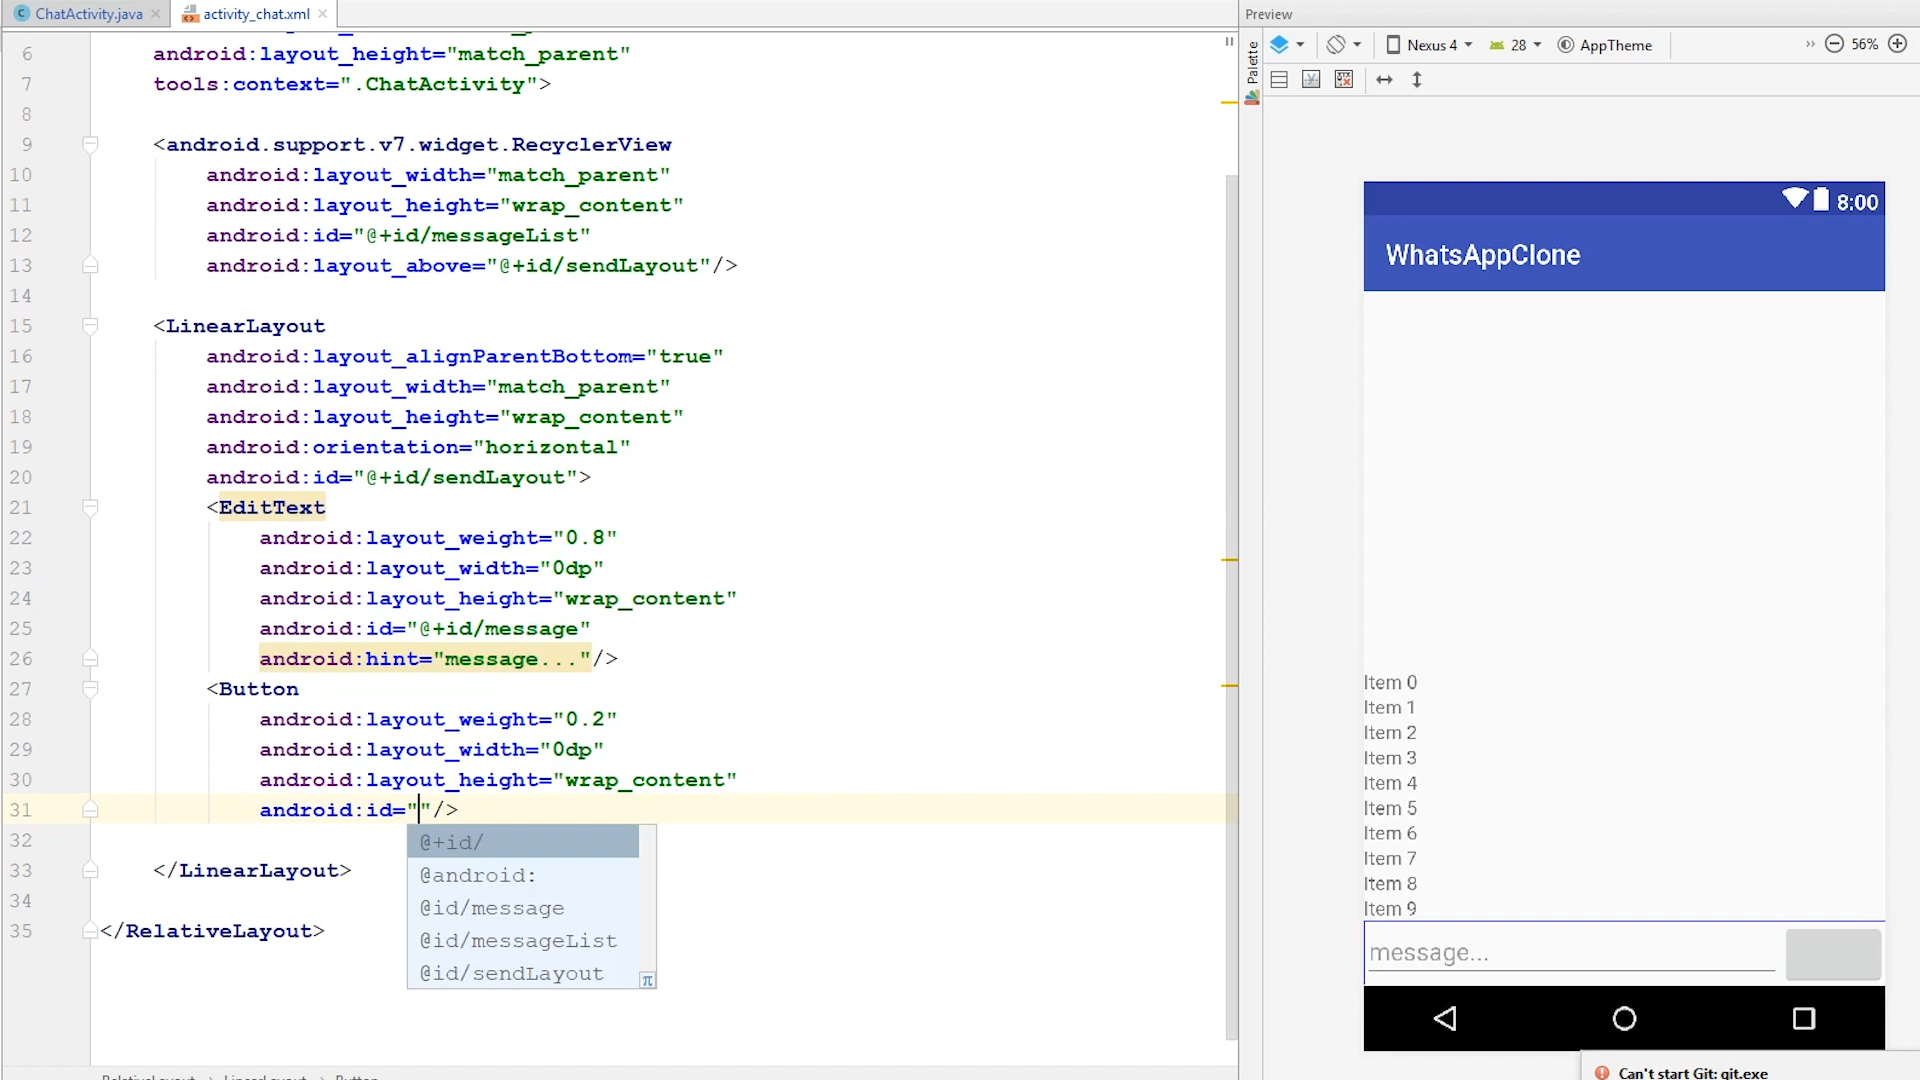 ChatActivity.java
activity_chat.xml
Preview
6 android:layout_height="match_parent"
7 tools:context=".ChatActivity">
8
9 <android.support.v7.widget.RecyclerView
10 android:layout_width="match_parent"
11 android:layout_height="wrap_content"
12 android:id="@+id/messageList"
13 android:layout_above="@+id/sendLayout"/>
14
15 <LinearLayout
16 android:layout_alignParentBottom="true"
17 android:layout_width="match_parent"
18 android:layout_height="wrap_content"
19 android:orientation="horizontal"
20 android:id="@+id/sendLayout">
21 <EditText
22 android:layout_weight="0.8"
23 android:layout_width="0dp"
24 android:layout_height="wrap_content"
25 android:id="@+id/message"
26 android:hint="message..."/>
27 <Button
28 android:layout_weight="0.2"
29 android:layout_width="0dp"
30 android:layout_height="wrap_content"
31 android:id=""/>
32
33 </LinearLayout>
34
35 </RelativeLayout>
@+id/
@android:
@id/message
@id/messageList
@id/sendLayout
π
RelativeLayout › LinearLayout › Button
Palette
Nexus 4
28
AppTheme
»
56%
8:00
WhatsAppClone
Item 0
Item 1
Item 2
Item 3
Item 4
Item 5
Item 6
Item 7
Item 8
Item 9
message...
Can't start Git: git.exe